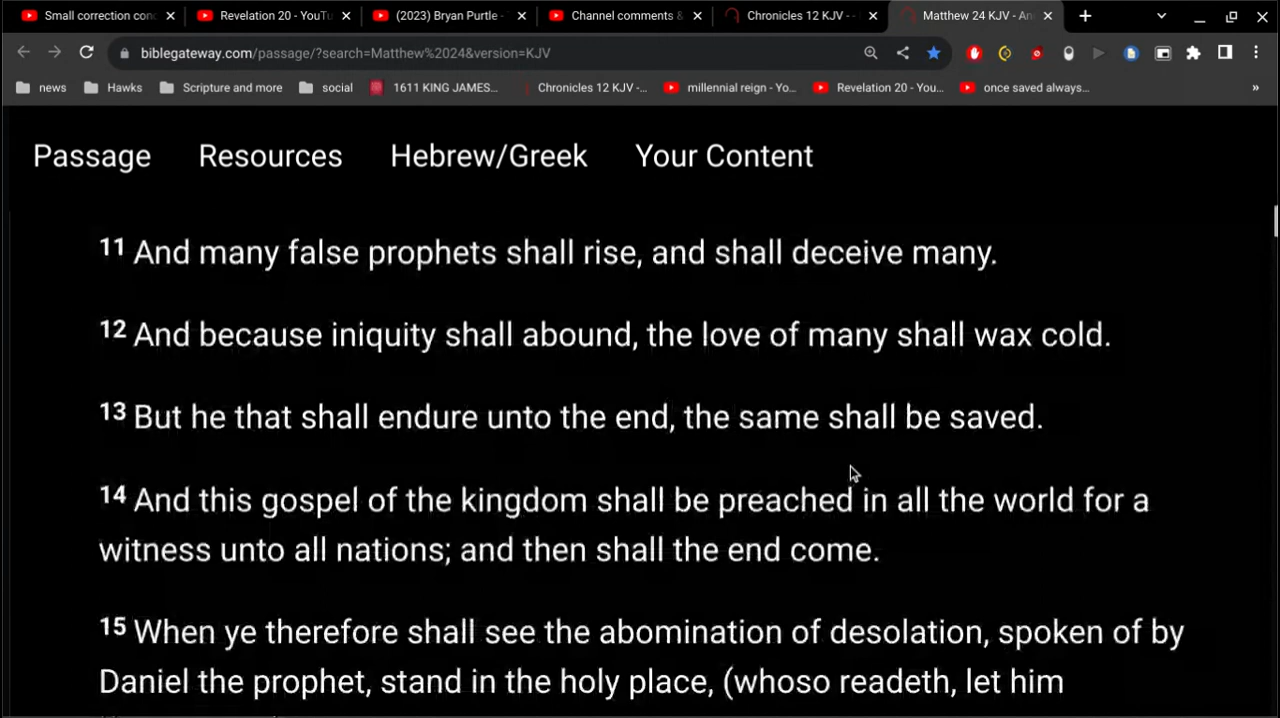 Small correction con
Revelation 20 - YouTu
(2023) Bryan Purtle -
Channel comments &
Chronicles 12 KJV - -
Matthew 24 KJV - An
biblegateway.com/passage/?search=Matthew%2024&version=KJV
news
Hawks
Scripture and more
social
1611 KING JAMES...
Chronicles 12 KJV -...
millennial reign - Yo...
Revelation 20 - You...
once saved always...
»
Passage Resources Hebrew/Greek Your Content
11 And many false prophets shall rise, and shall deceive many.
12 And because iniquity shall abound, the love of many shall wax cold.
13 But he that shall endure unto the end, the same shall be saved.
14 And this gospel of the kingdom shall be preached in all the world for a
witness unto all nations; and then shall the end come.
15 When ye therefore shall see the abomination of desolation, spoken of by
Daniel the prophet, stand in the holy place, (whoso readeth, let him